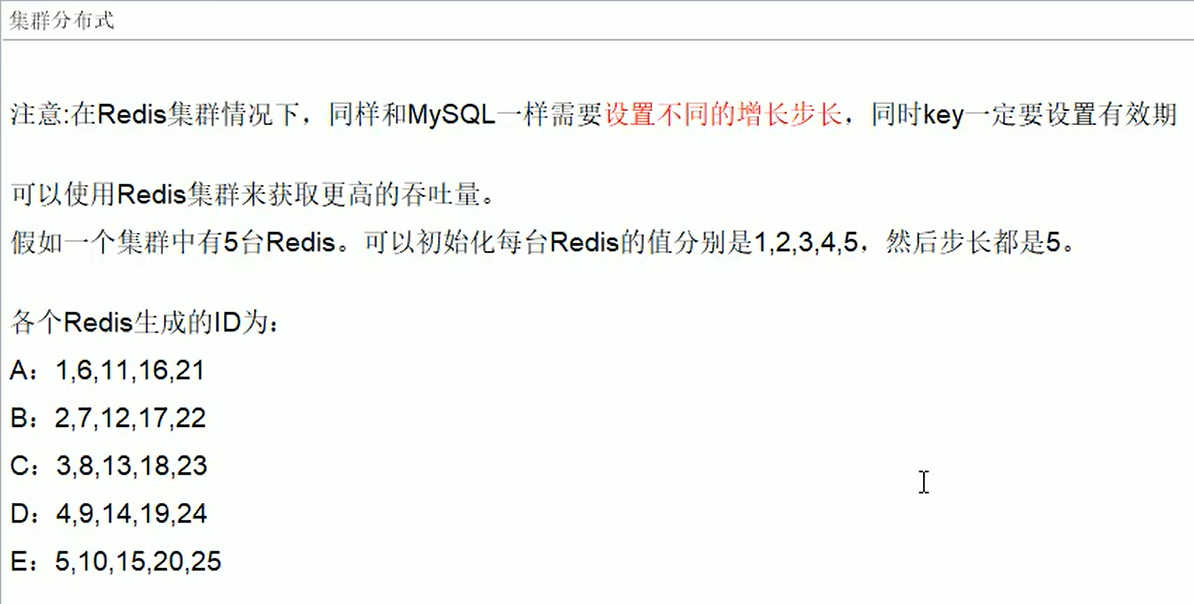 集群分布式
注意:在Redis集群情况下，同样和MySQL一样需要设置不同的增长步长，同时key一定要设置有效期
可以使用Redis集群来获取更高的吞吐量。
假如一个集群中有5台Redis。可以初始化每台Redis的值分别是1,2,3,4,5，然后步长都是5。
各个Redis生成的ID为：
A：1,6,11,16,21
B：2,7,12,17,22
C：3,8,13,18,23
D：4,9,14,19,24
E：5,10,15,20,25